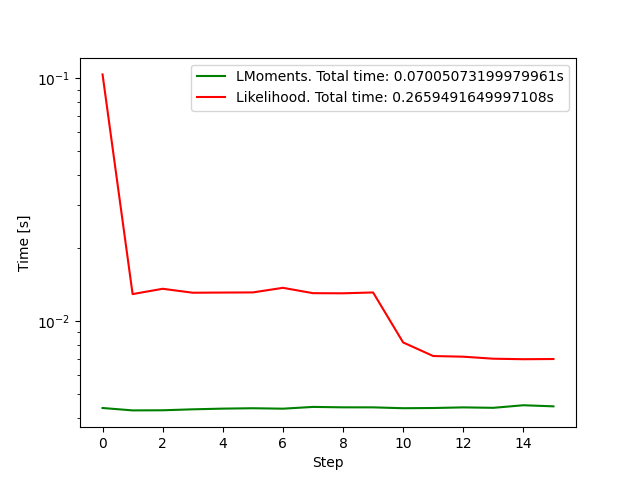 LMoments. Total time: 0.07005073199979961s
Likelihood. Total time: 0.2659491649997108s
10⁻¹
10⁻²
Time [s]
0 2 4 6 8 10 12 14
Step